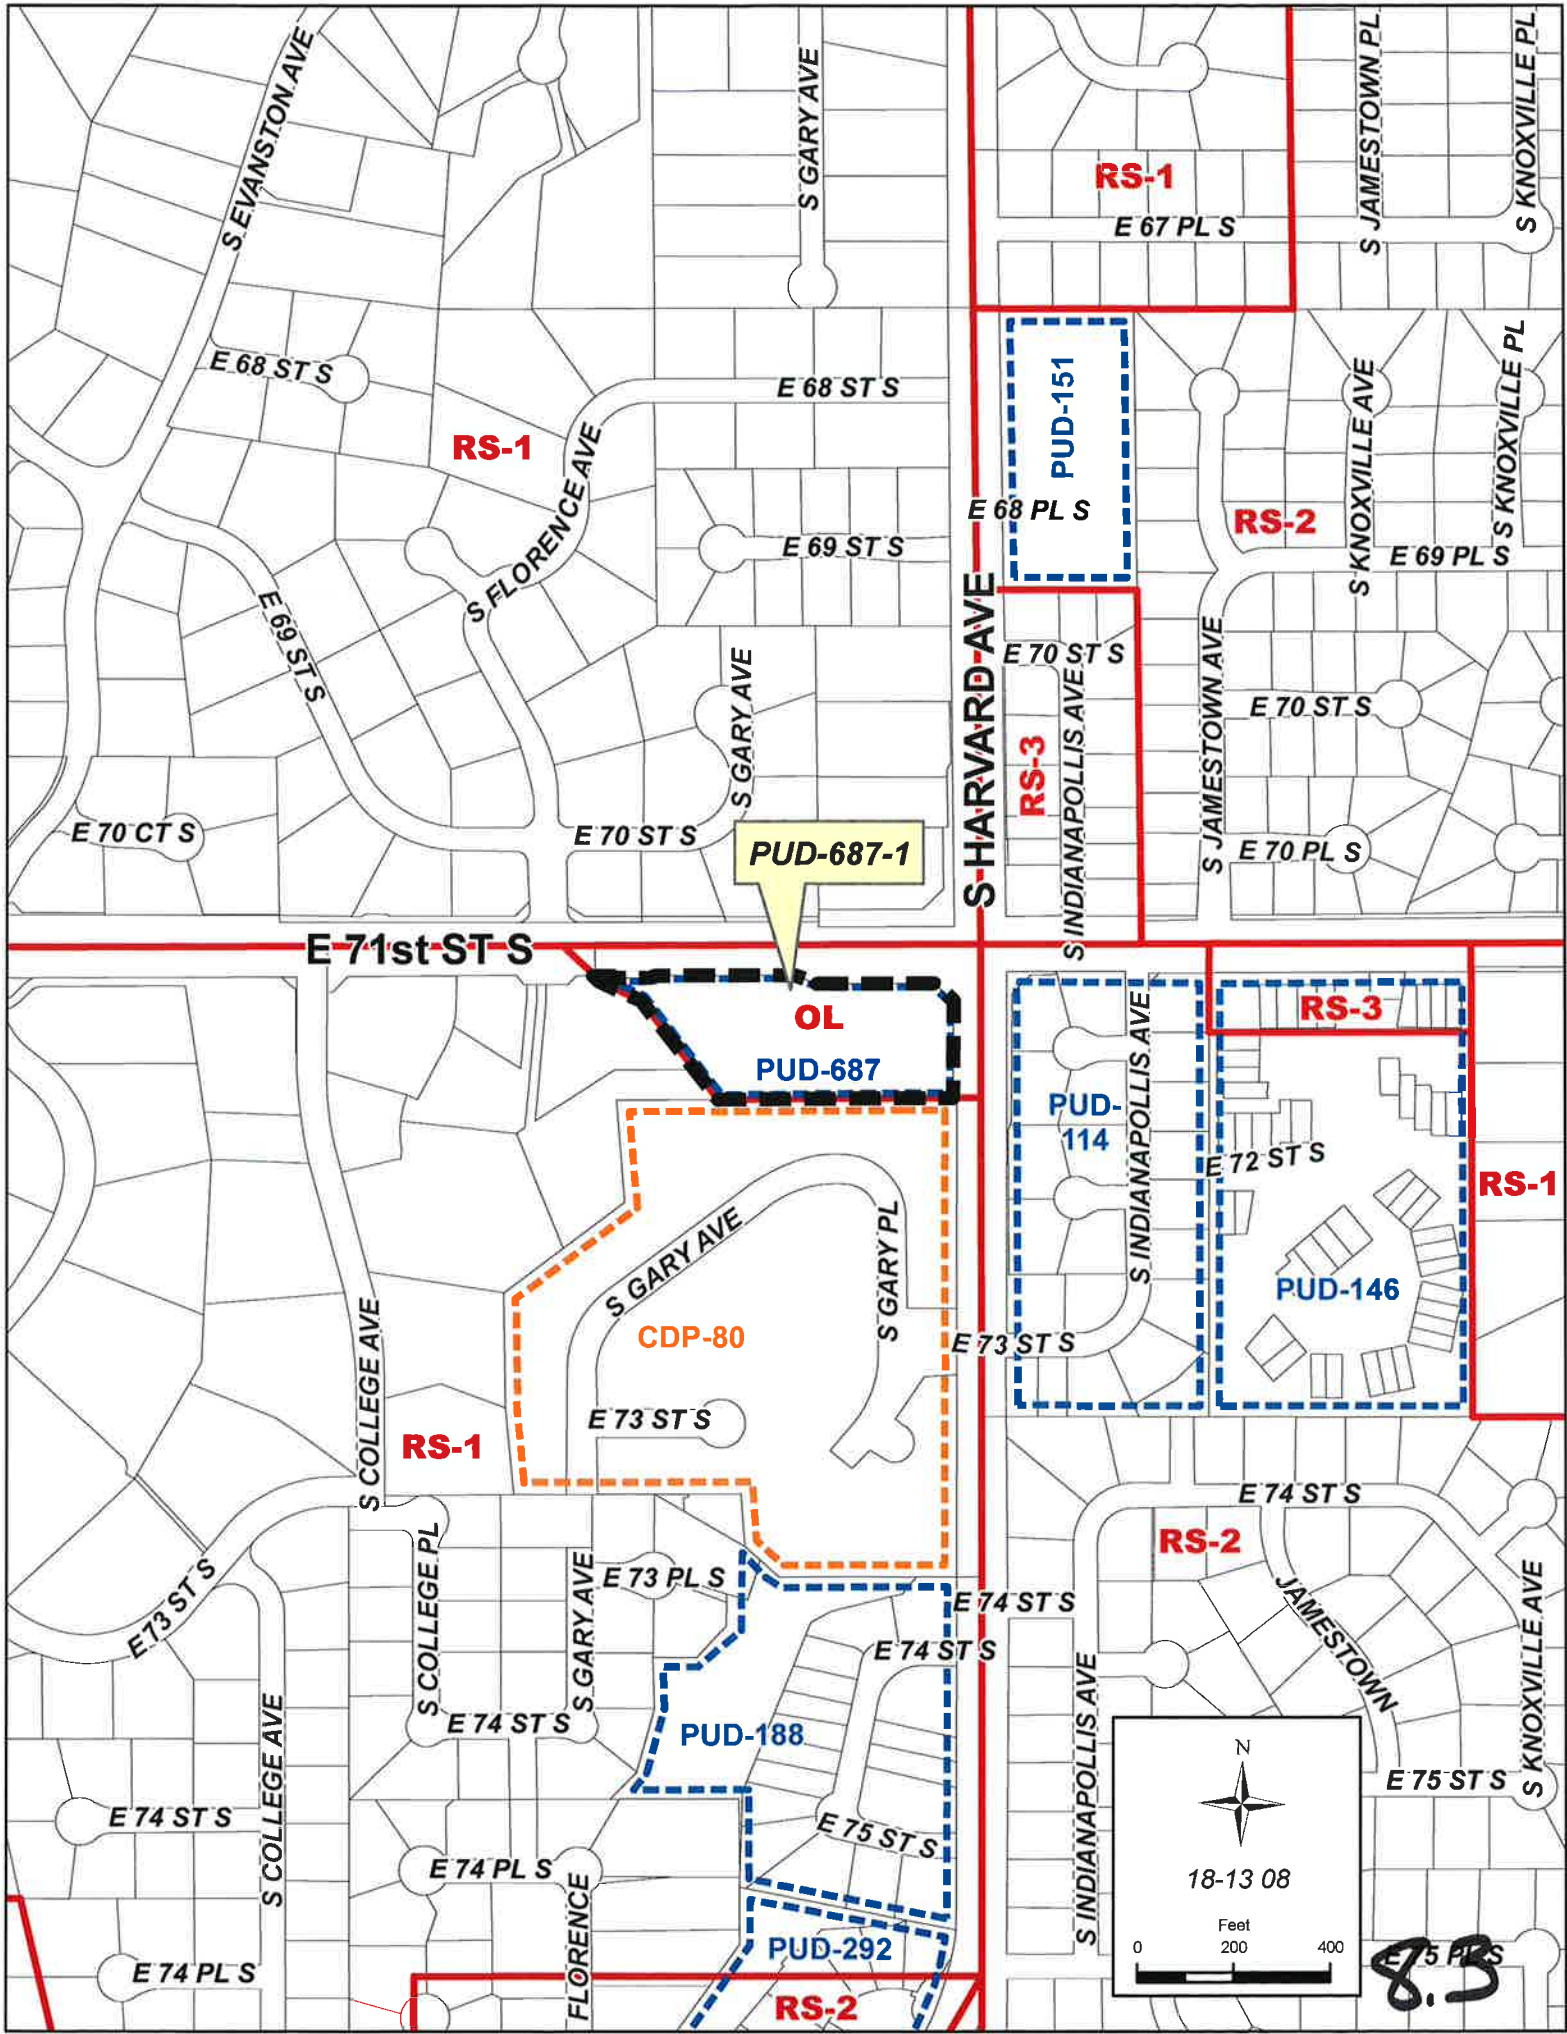 S EVANSTON AVE
S GARY AVE
S JAMESTOWN PL
S KNOXVILLE PL
RS-1
E 67 PL S
E 68 ST S
E 68 ST S
RS-1
S FLORENCE AVE
PUD-151
E 68 PL S
S KNOXVILLE AVE
S KNOXVILLE PL
RS-2
E 69 ST S
E 69 PL S
E 69 ST S
S HARVARD AVE
E 70 ST S
S GARY AVE
RS-3
S INDIANAPOLLIS AVE
S JAMESTOWN AVE
E 70 ST S
E 70 CT S
E 70 ST S
E 70 PL S
PUD-687-1
E 71st ST S
OL
PUD-687
RS-3
S INDIANAPOLLIS AVE
PUD-
114
E 72 ST S
RS-1
S GARY AVE
S GARY PL
PUD-146
CDP-80
E 73 ST S
S COLLEGE AVE
E 73 ST S
RS-1
E 74 ST S
RS-2
E 73 ST S
S COLLEGE PL
S GARY AVE
E 73 PL S
E 74 ST S
JAMESTOWN
S KNOXVILLE AVE
E 74 ST S
S COLLEGE AVE
E 74 ST S
PUD-188
S INDIANAPOLLIS AVE
N
18-13 08
Feet
0 200 400
E 75 ST S
E 74 ST S
E 75 ST S
E 74 PL S
FLORENCE
PUD-292
E 75 PL S
8.3
E 74 PL S
RS-2